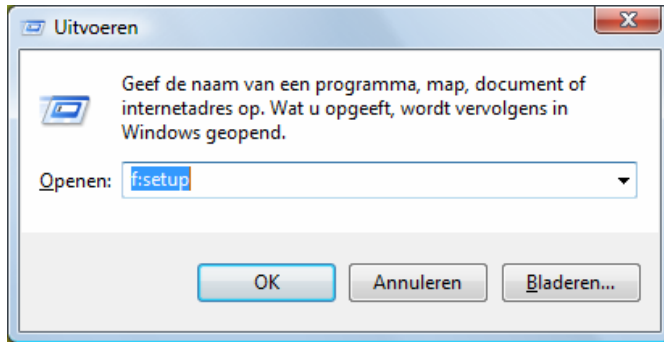 Uitvoeren
Geef de naam van een programma, map, document of
internetadres op. Wat u opgeeft, wordt vervolgens in
Windows geopend.
Openen: f:setup
OK Annuleren Bladeren...